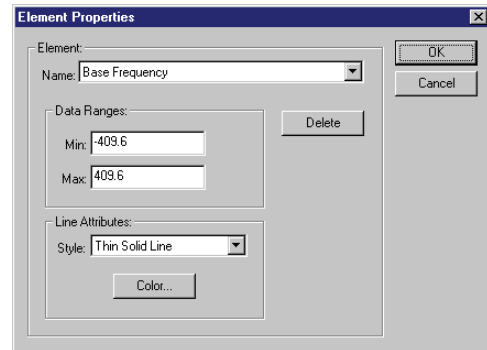 Element Properties
Element:
Name: Base Frequency
OK
Cancel
Data Ranges:
Min: -409.6
Max: 409.6
Delete
Line Attributes:
Style: Thin Solid Line
Color...